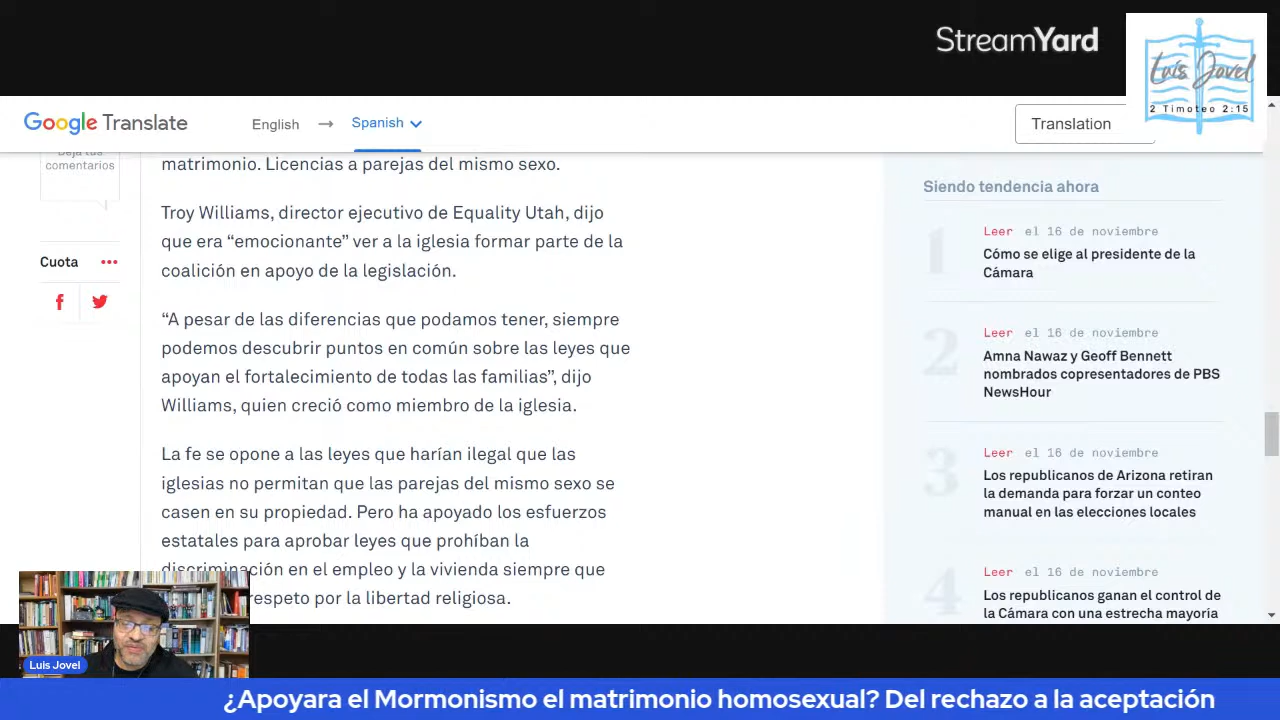 StreamYard
Luis Jovel
2 Timoteo 2:15
Google Translate
English → Spanish
Translation
Deja tus
comentarios
Cuota
matrimonio. Licencias a parejas del mismo sexo.
Troy Williams, director ejecutivo de Equality Utah, dijo
que era “emocionante” ver a la iglesia formar parte de la
coalición en apoyo de la legislación.
“A pesar de las diferencias que podamos tener, siempre
podemos descubrir puntos en común sobre las leyes que
apoyan el fortalecimiento de todas las familias”, dijo
Williams, quien creció como miembro de la iglesia.
La fe se opone a las leyes que harían ilegal que las
iglesias no permitan que las parejas del mismo sexo se
casen en su propiedad. Pero ha apoyado los esfuerzos
estatales para aprobar leyes que prohíban la
discriminación en el empleo y la vivienda siempre que
respeto por la libertad religiosa.
Siendo tendencia ahora
1
Leer el 16 de noviembre
Cómo se elige al presidente de la
Cámara
2
Leer el 16 de noviembre
Amna Nawaz y Geoff Bennett
nombrados copresentadores de PBS
NewsHour
3
Leer el 16 de noviembre
Los republicanos de Arizona retiran
la demanda para forzar un conteo
manual en las elecciones locales
4
Leer el 16 de noviembre
Los republicanos ganan el control de
la Cámara con una estrecha mayoría
Luis Jovel
¿Apoyara el Mormonismo el matrimonio homosexual? Del rechazo a la aceptación